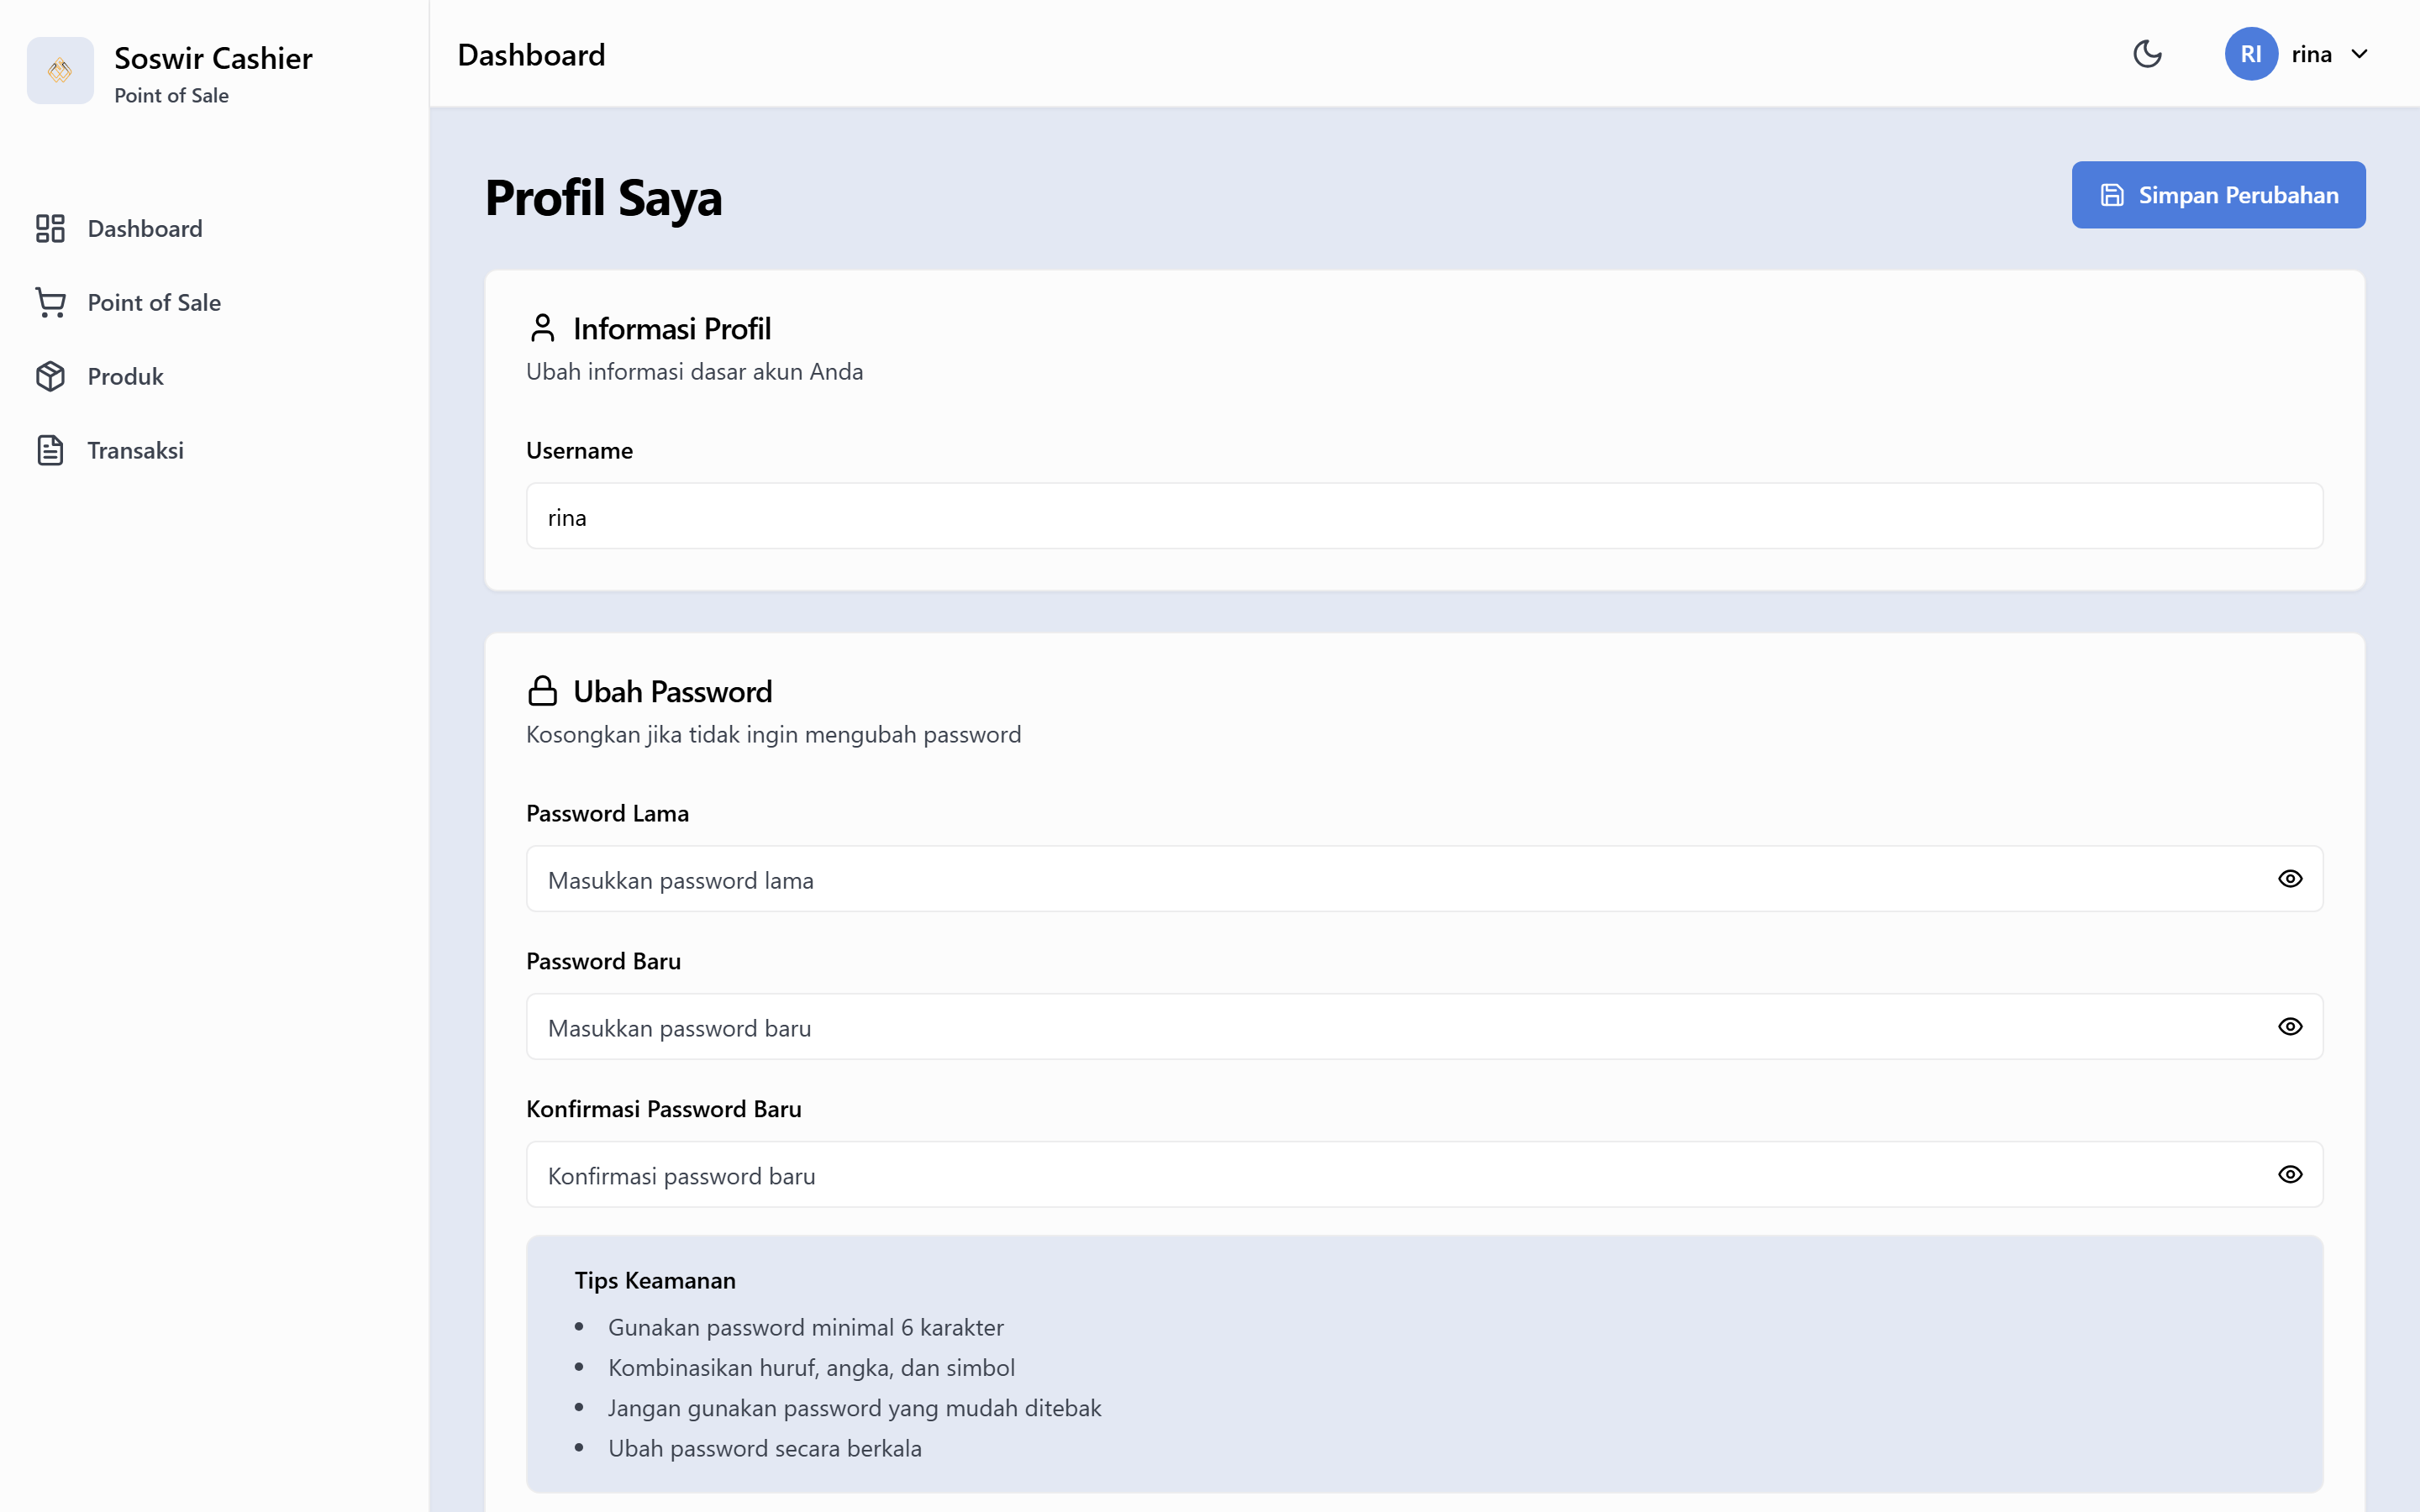 Soswir Cashier
Point of Sale
Dashboard
Point of Sale
Produk
Transaksi
Dashboard
RI
rina
Profil Saya
Simpan Perubahan
Informasi Profil
Ubah informasi dasar akun Anda
Username
rina
Ubah Password
Kosongkan jika tidak ingin mengubah password
Password Lama
Masukkan password lama
Password Baru
Masukkan password baru
Konfirmasi Password Baru
Konfirmasi password baru
Tips Keamanan
• Gunakan password minimal 6 karakter
• Kombinasikan huruf, angka, dan simbol
• Jangan gunakan password yang mudah ditebak
• Ubah password secara berkala